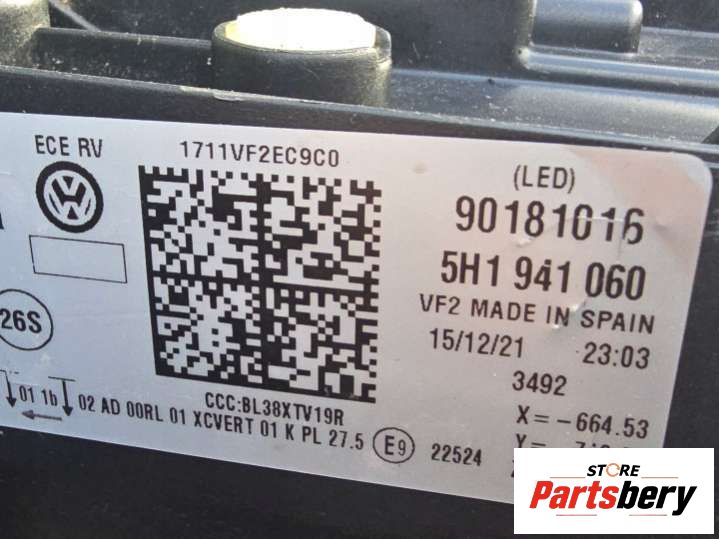 ECE RV
1711VF2EC9C0
(LED)
90181016
5H1 941 060
VF2 MADE IN SPAIN
15/12/21 23:03
26S
3492
CCC:BL38XTV19R
X=-664.53
01 1b 02 AD 00RL 01 XCVERT 01 K PL 27.5 E9 22524
STORE
Partsbery